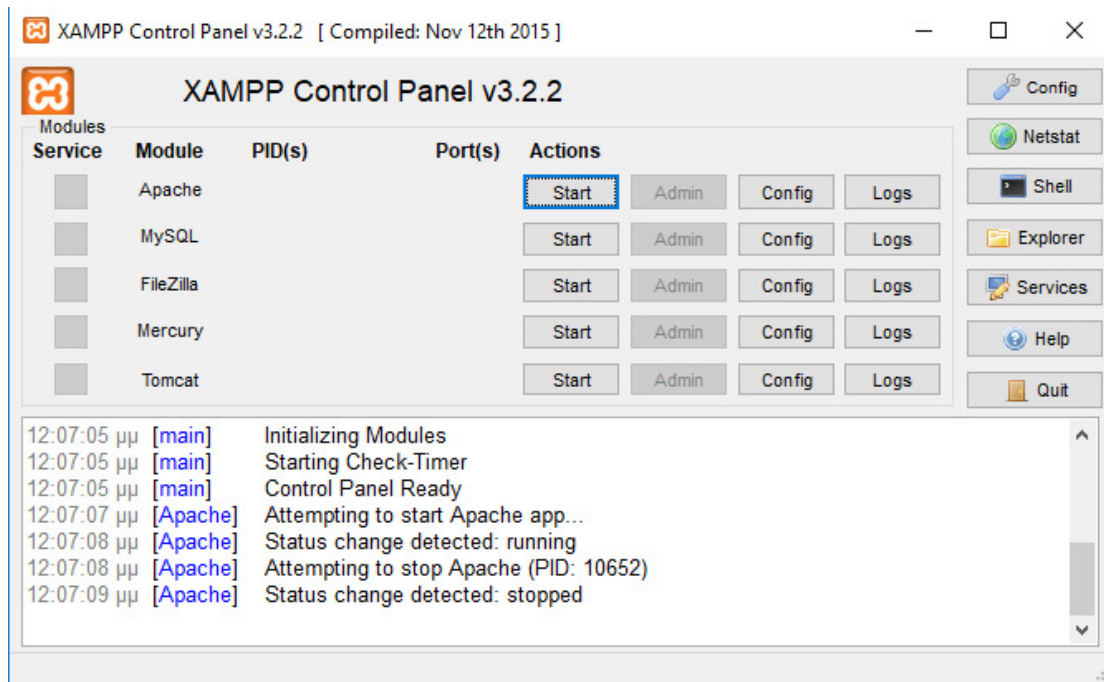 XAMPP Control Panel v3.2.2 [ Compiled: Nov 12th 2015 ]
XAMPP Control Panel v3.2.2
Config
Modules
Netstat
Service Module PID(s) Port(s) Actions
Apache Start Admin Config Logs
Shell
MySQL Start Admin Config Logs
Explorer
FileZilla Start Admin Config Logs
Services
Mercury Start Admin Config Logs
Help
Tomcat Start Admin Config Logs
Quit
12:07:05 μμ [main] Initializing Modules
12:07:05 μμ [main] Starting Check-Timer
12:07:05 μμ [main] Control Panel Ready
12:07:07 μμ [Apache] Attempting to start Apache app...
12:07:08 μμ [Apache] Status change detected: running
12:07:08 μμ [Apache] Attempting to stop Apache (PID: 10652)
12:07:09 μμ [Apache] Status change detected: stopped